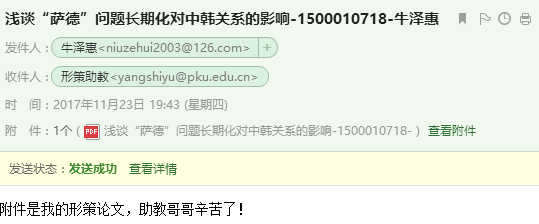 浅谈“萨德”问题长期化对中韩关系的影响-1500010718-牛泽惠
发件人：牛泽惠<niuzehui2003@126.com> +
收件人：形策助教<yangshiyu@pku.edu.cn>
时　间：2017年11月23日 19:43 (星期四)
附　件：1个 ( PDF 浅谈“萨德”问题长期化对中韩关系的影响-1500010718- ) 查看附件
发送状态：发送成功 查看详情
附件是我的形策论文，助教哥哥辛苦了！